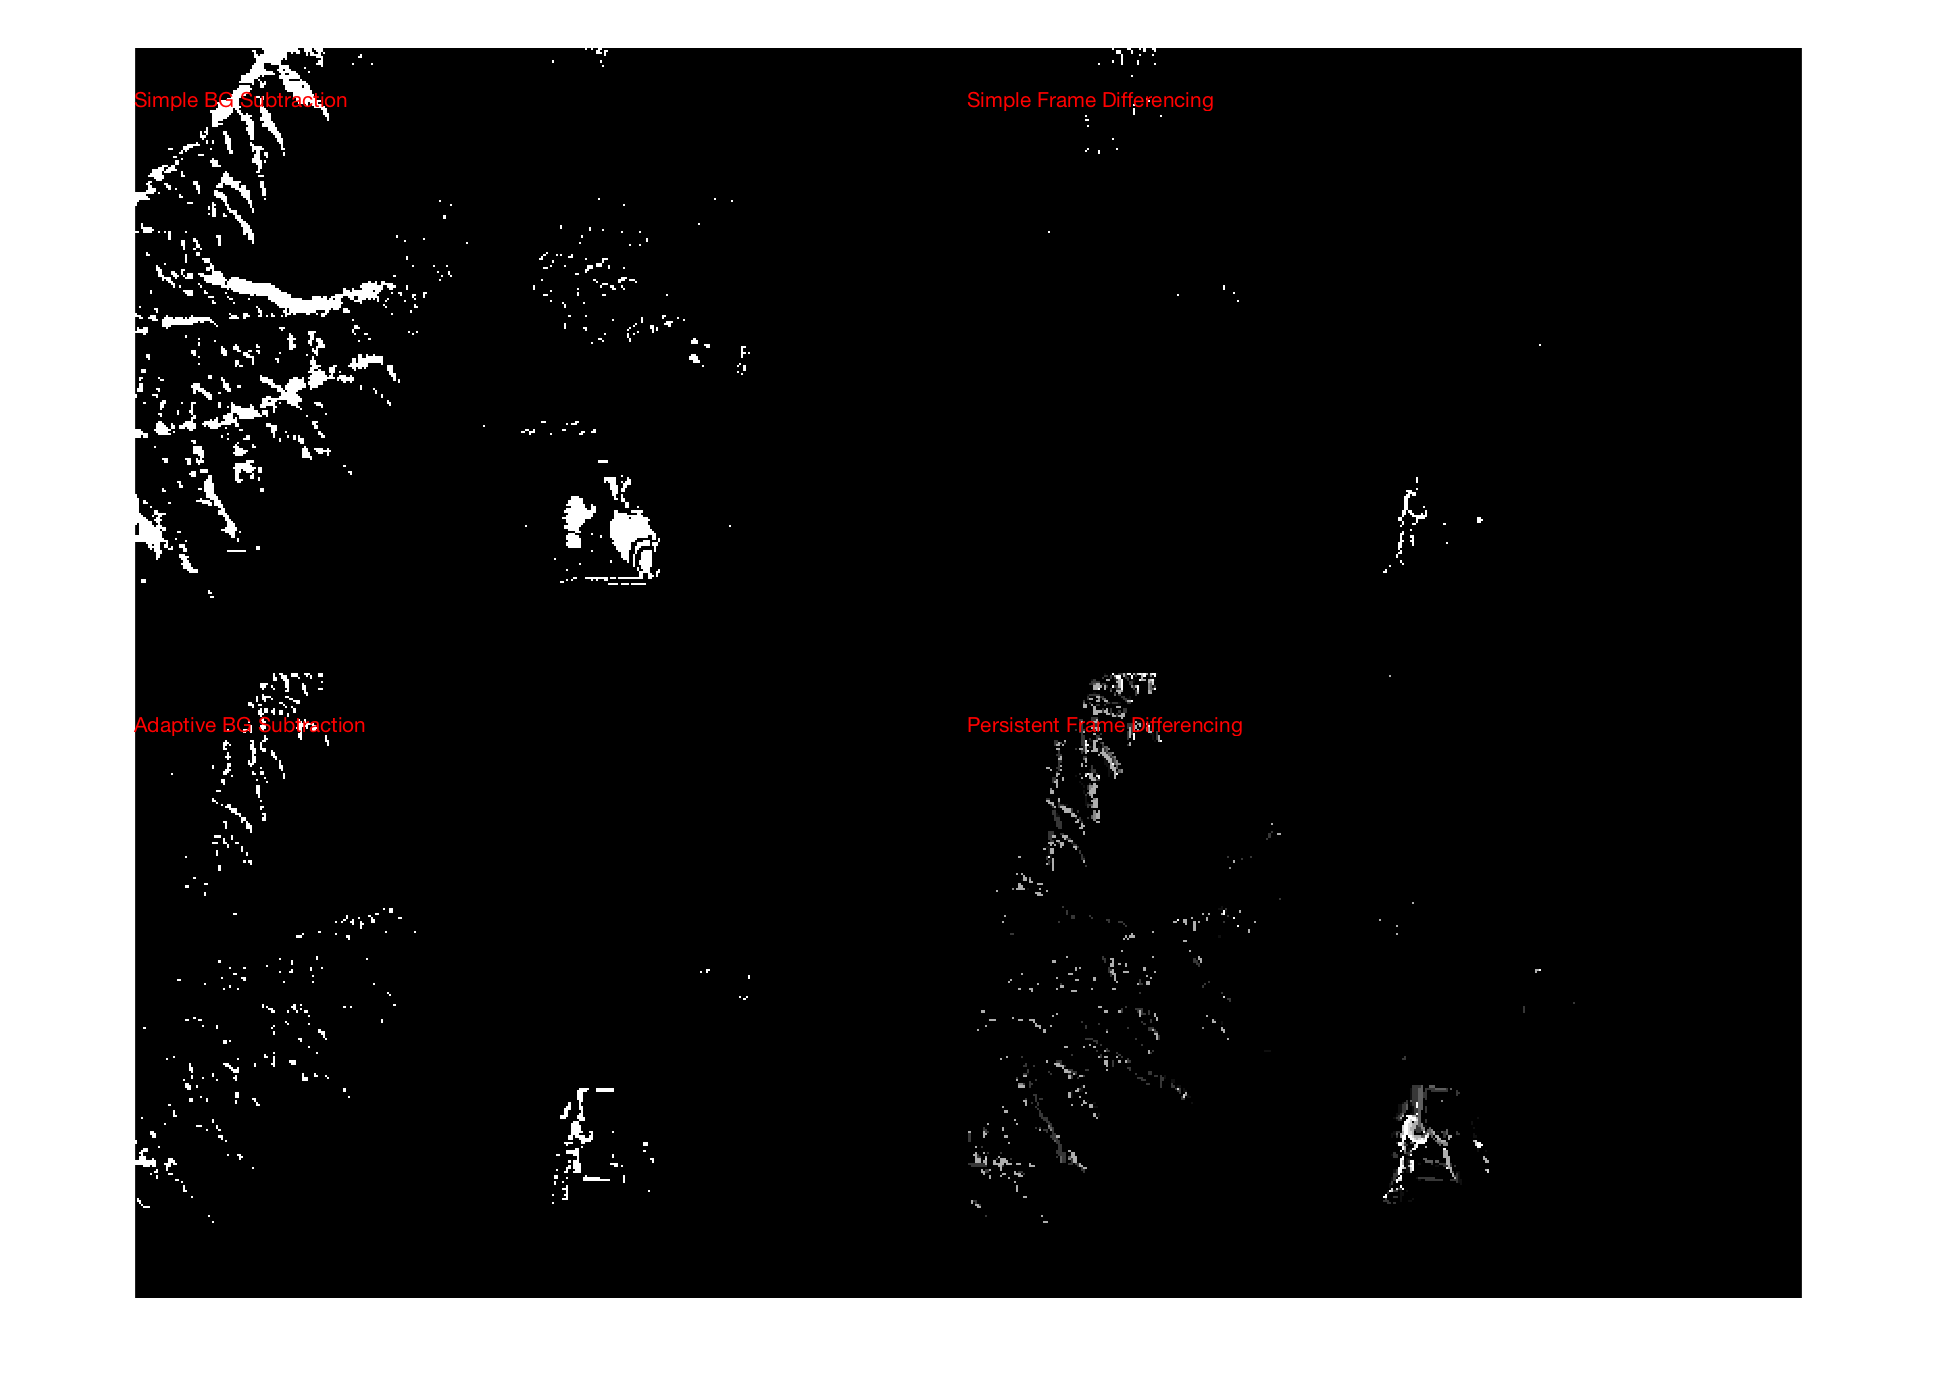 Simple BG Subtraction
Simple Frame Differencing
Adaptive BG Subtraction
Persistent Frame Differencing